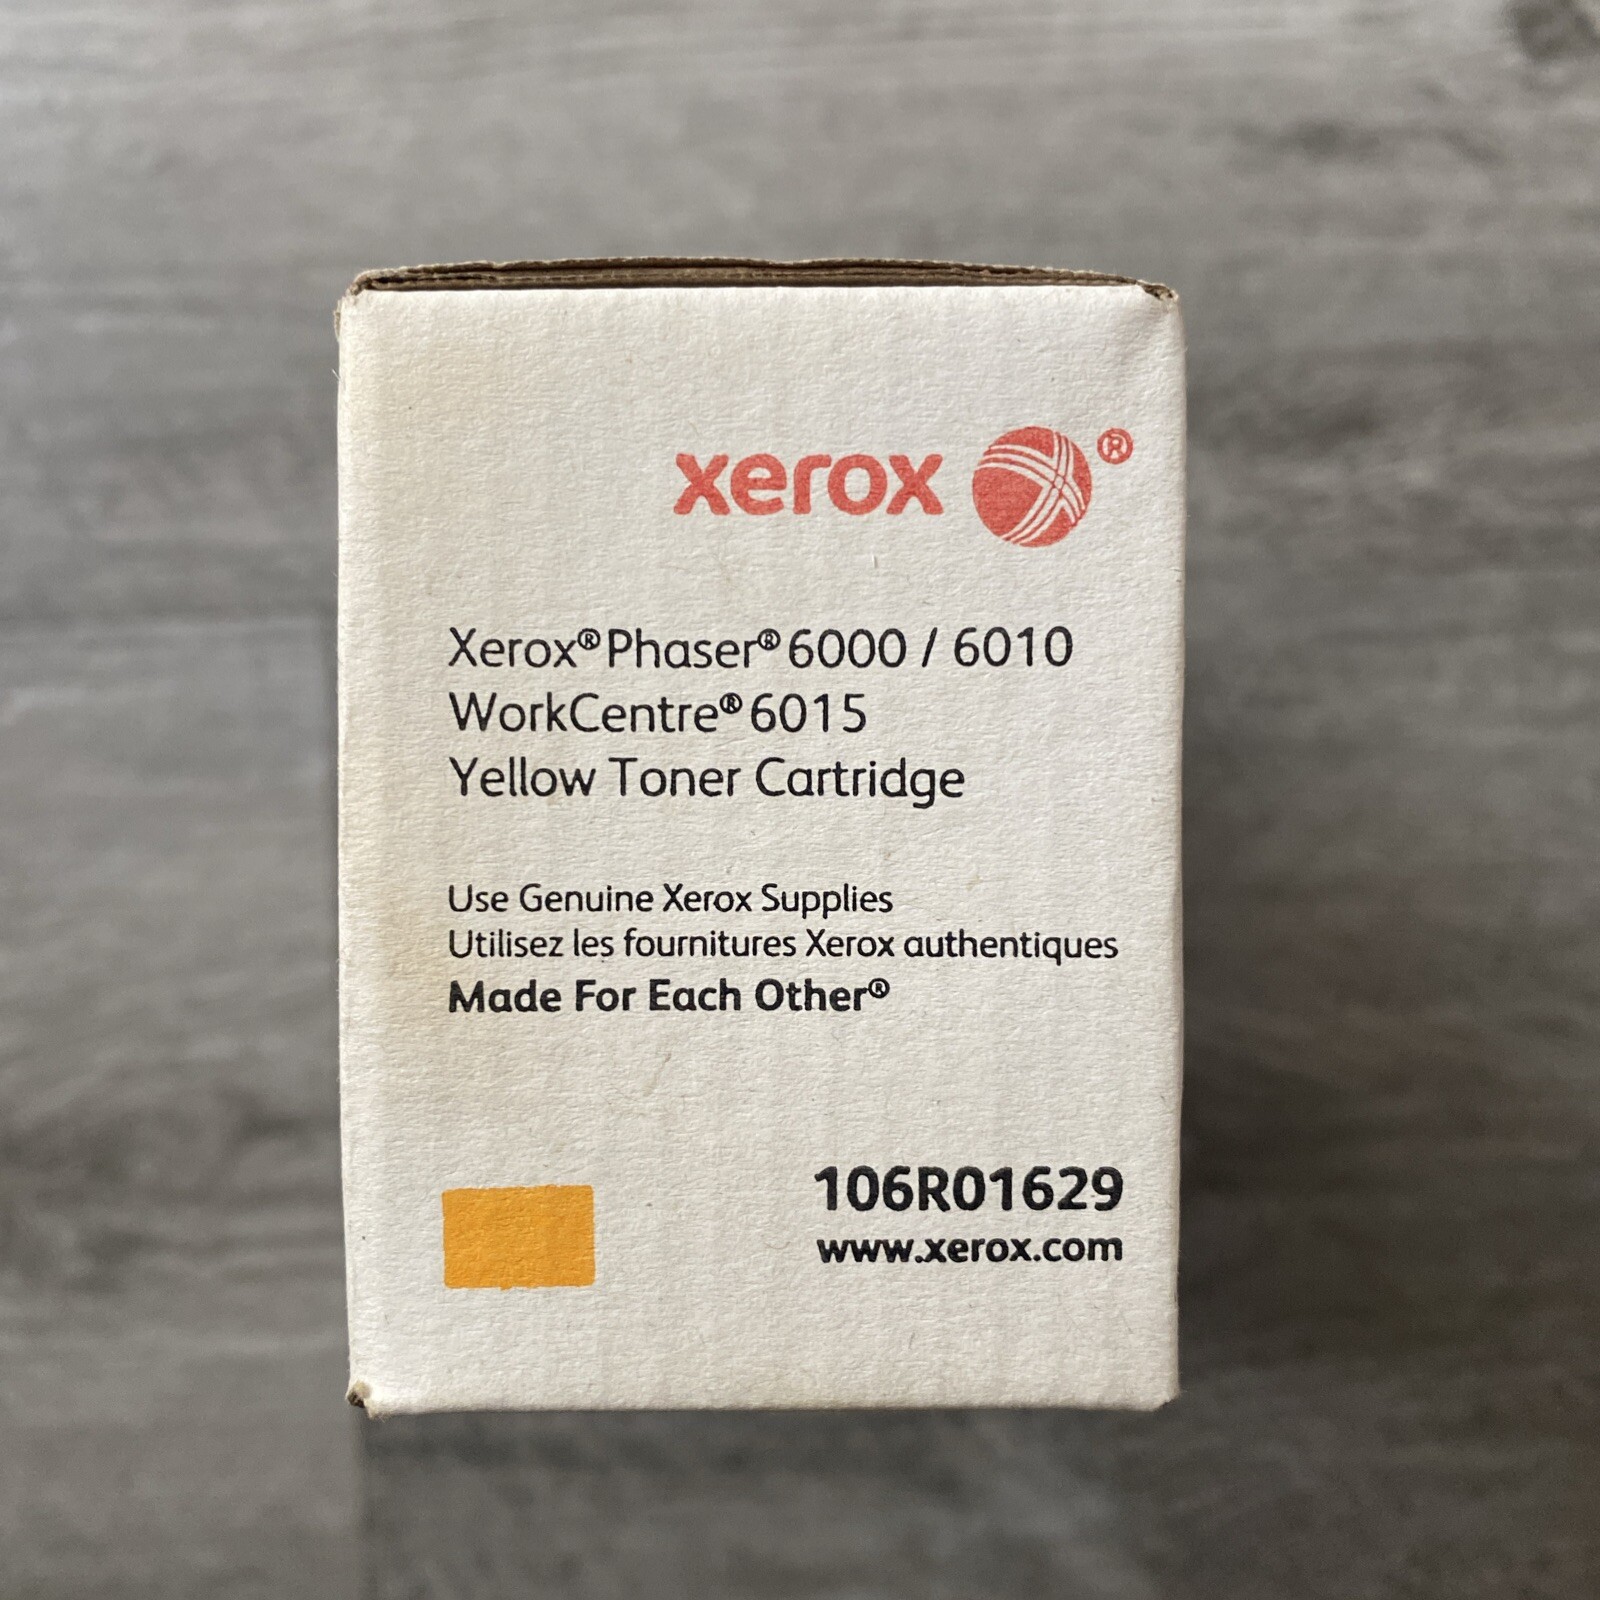 xerox ®
Xerox® Phaser® 6000 / 6010
WorkCentre® 6015
Yellow Toner Cartridge
Use Genuine Xerox Supplies
Utilisez les fournitures Xerox authentiques
Made For Each Other®
106R01629
www.xerox.com